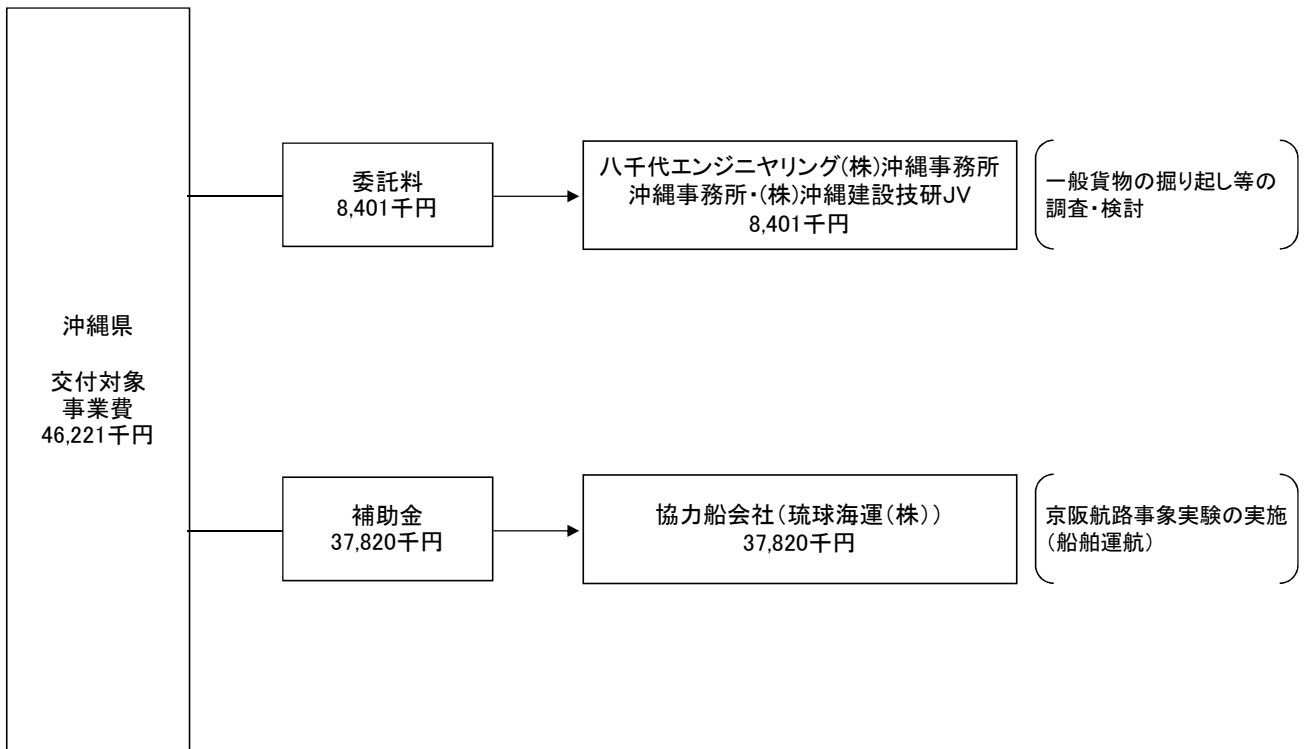 沖縄県
交付対象
事業費
46,221千円
委託料
8,401千円
八千代エンジニヤリング(株)沖縄事務所
沖縄事務所・(株)沖縄建設技研JV
8,401千円
一般貨物の掘り起し等の
調査・検討
補助金
37,820千円
協力船会社(琉球海運(株))
37,820千円
京阪航路事象実験の実施
(船舶運航)